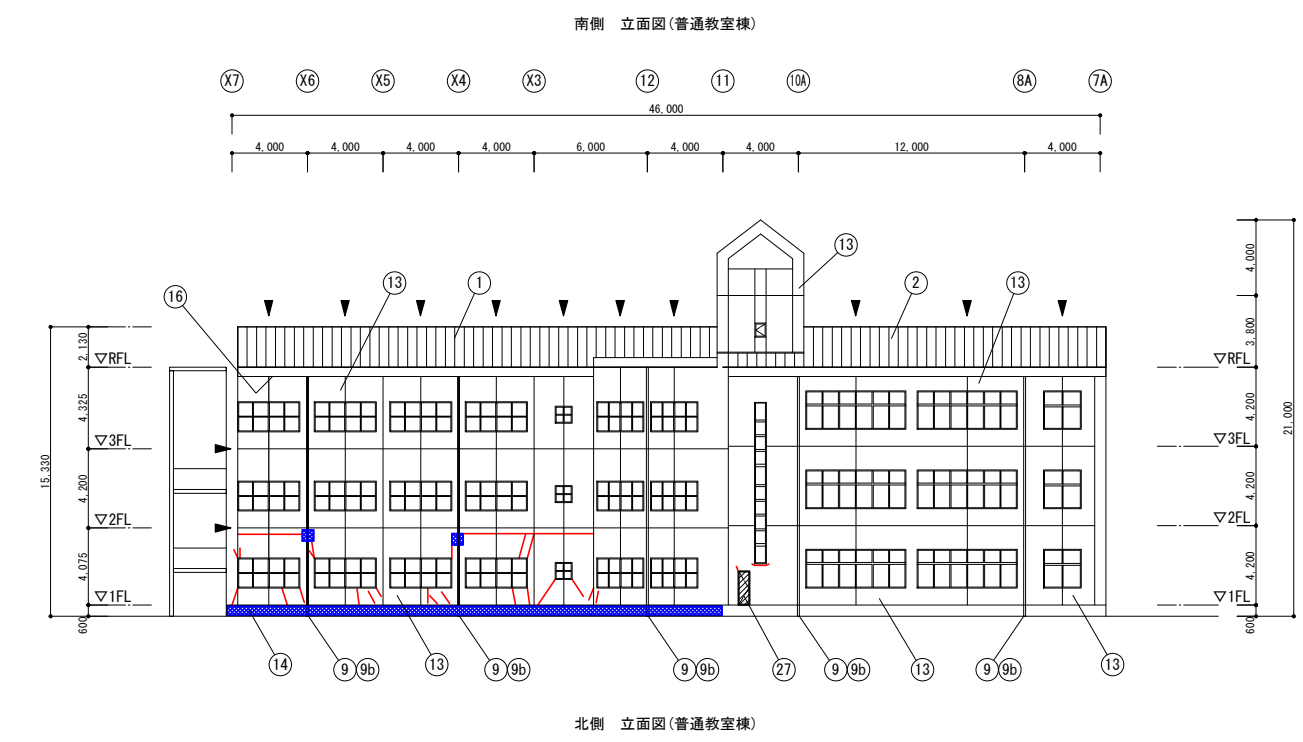 南側 立面図(普通教室棟)
X7 X6 X5 X4 X3 12 11 10A 8A 7A
46,000
4,000 4,000 4,000 4,000 6,000 4,000 4,000 12,000 4,000
13
16 13 1 2 13
4,000
3,800
21,000
2,130
▽RFL ▽RFL
4,325 4,200
▽3FL ▽3FL
15,330
4,200 4,200
▽2FL ▽2FL
4,075 4,200
▽1FL ▽1FL
600 600
14 9 9b 13 9 9b 9 9b 27 9 9b 13 9 9b 13
北側 立面図(普通教室棟)